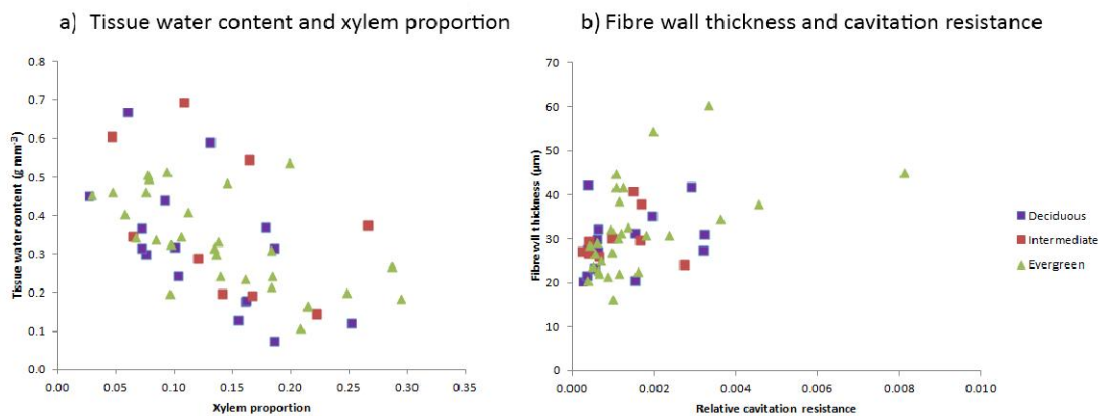 a) Tissue water content and xylem proportion
0.8
0.7
0.6
0.5
0.4
0.3
0.2
0.1
0.0
Tissue water content (g mm⁻³)
0.00 0.05 0.10 0.15 0.20 0.25 0.30 0.35
Xylem proportion
b) Fibre wall thickness and cavitation resistance
70
60
50
40
30
20
10
0
Fibre wall thickness (µm)
0.000 0.002 0.004 0.006 0.008 0.010
Relative cavitation resistance
Deciduous
Intermediate
Evergreen